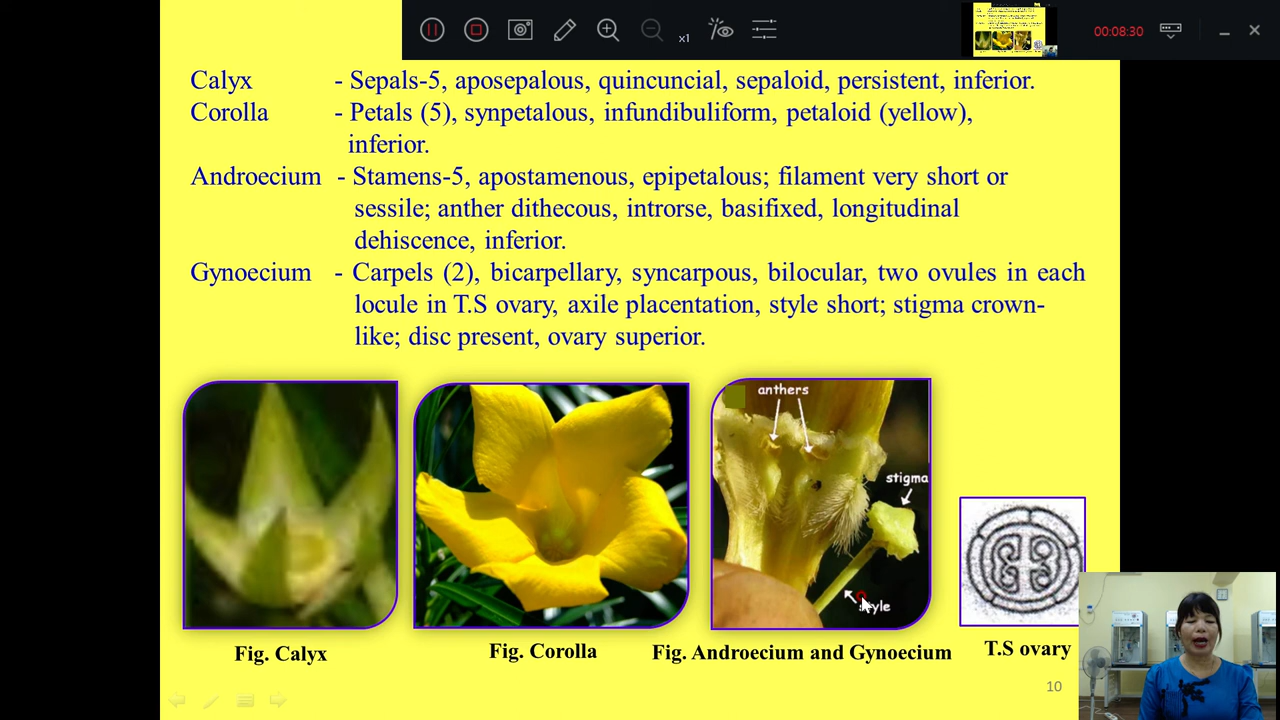 x1
00:08:30
Calyx - Sepals-5, aposepalous, quincuncial, sepaloid, persistent, inferior.
Corolla - Petals (5), synpetalous, infundibuliform, petaloid (yellow),
inferior.
Androecium - Stamens-5, apostamenous, epipetalous; filament very short or
sessile; anther dithecous, introrse, basifixed, longitudinal
dehiscence, inferior.
Gynoecium - Carpels (2), bicarpellary, syncarpous, bilocular, two ovules in each
locule in T.S ovary, axile placentation, style short; stigma crown-
like; disc present, ovary superior.
anthers
stigma
style
Fig. Calyx
Fig. Corolla
Fig. Androecium and Gynoecium
T.S ovary
10